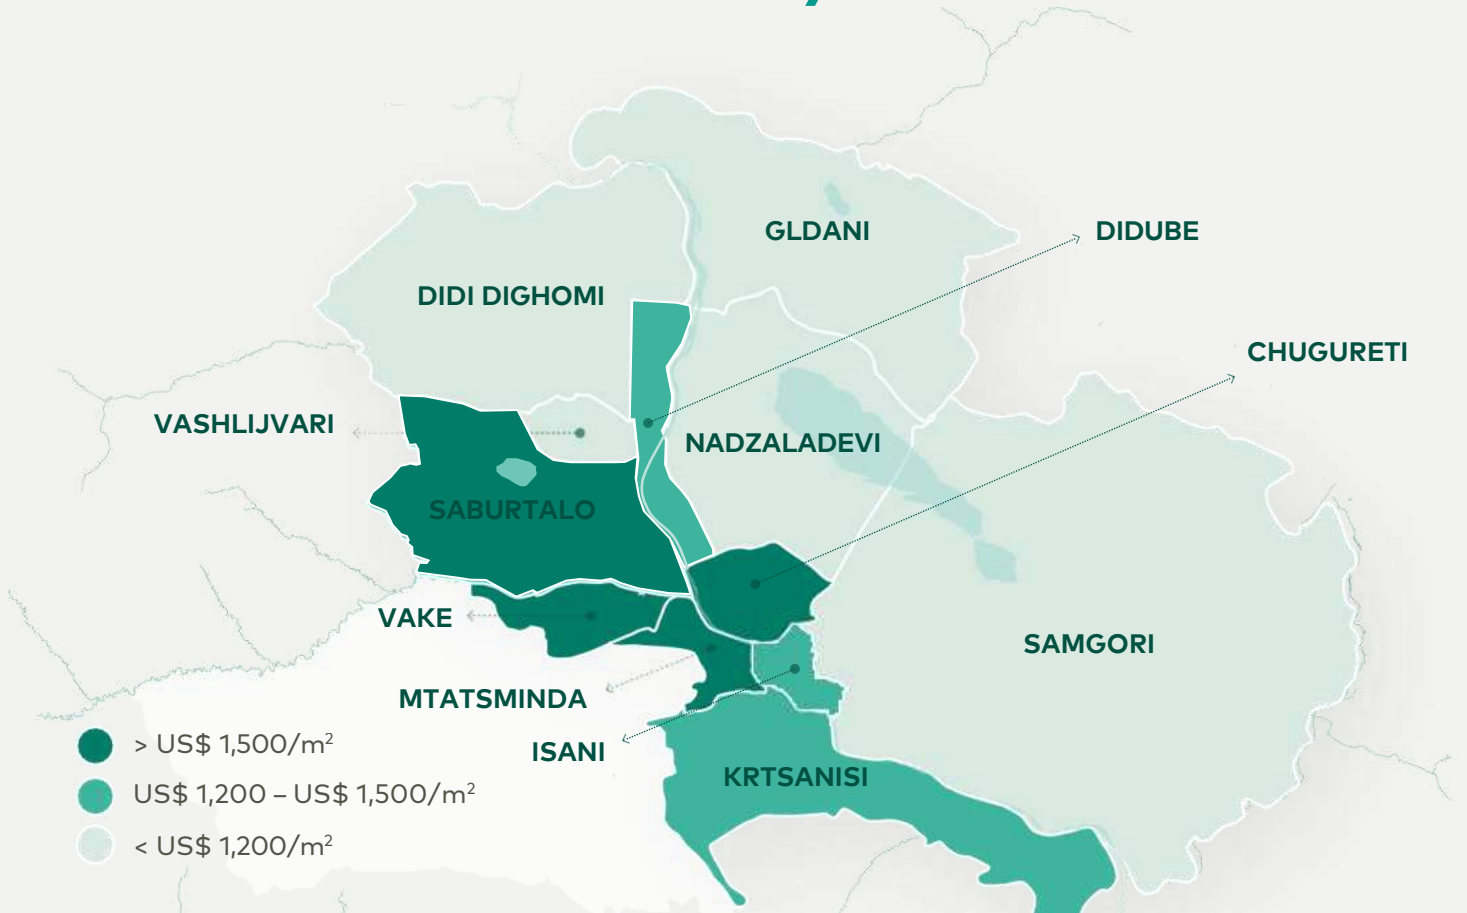 GLDANI
DIDUBE
DIDI DIGHOMI
CHUGURETI
VASHLIJVARI
NADZALADEVI
SABURTALO
VAKE
SAMGORI
MTATSMINDA
ISANI
KRTSANISI
> US$ 1,500/m²
US$ 1,200 – US$ 1,500/m²
< US$ 1,200/m²